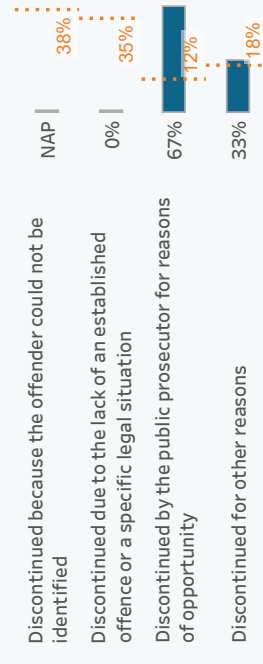 Discontinued because the offender could not be
identified
NAP
38%
Discontinued due to the lack of an established
offence or a specific legal situation
0%
35%
Discontinued by the public prosecutor for reasons
of opportunity
67%
12%
Discontinued for other reasons
33%
18%